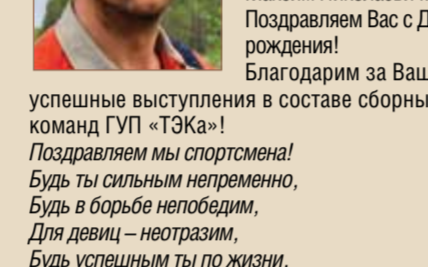 Поздравляем Вас с Д
рождения!
Благодарим за Ваш
успешные выступления в составе сборны
команд ГУП «ТЭКа»!
Поздравляем мы спортсмена!
Будь ты сильным непременно,
Будь в борьбе непобедим,
Для девиц – неотразим,
Будь успешным ты по жизни,